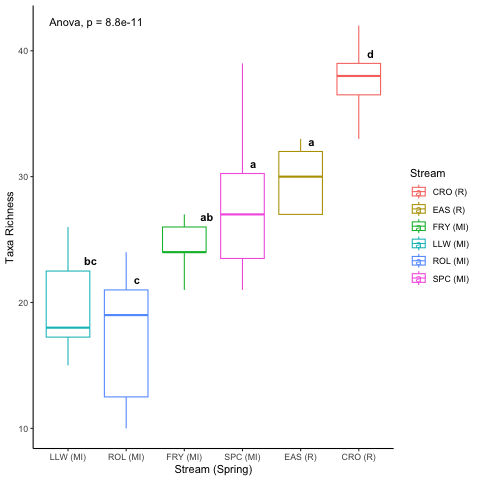 Anova, p = 8.8e-11
Taxa Richness
40
30
20
10
bc
c
ab
a
a
d
LLW (MI) ROL (MI) FRY (MI) SPC (MI) EAS (R) CRO (R)
Stream (Spring)
Stream
a CRO (R)
a EAS (R)
a FRY (MI)
a LLW (MI)
a ROL (MI)
a SPC (MI)